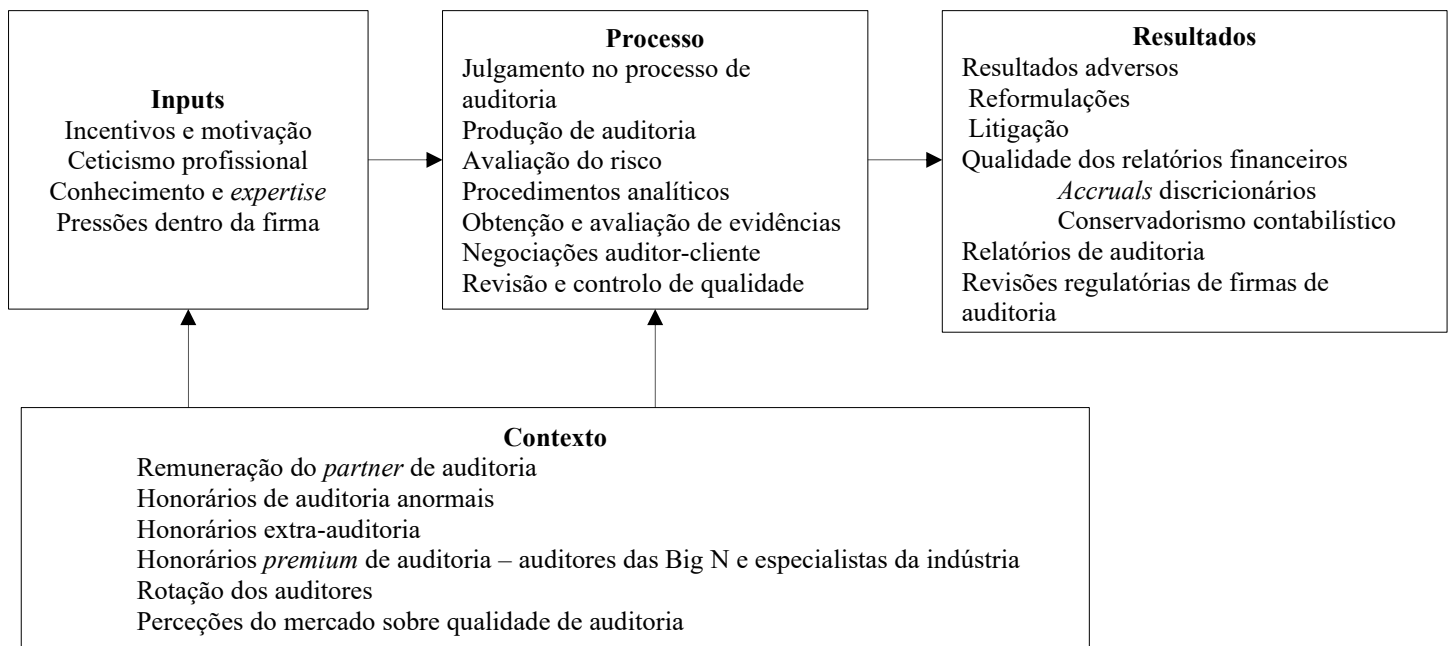 Inputs
Incentivos e motivação
Ceticismo profissional
Conhecimento e expertise
Pressões dentro da firma
Processo
Julgamento no processo de
auditoria
Produção de auditoria
Avaliação do risco
Procedimentos analíticos
Obtenção e avaliação de evidências
Negociações auditor-cliente
Revisão e controlo de qualidade
Resultados
Resultados adversos
Reformulações
Litigação
Qualidade dos relatórios financeiros
Accruals discricionários
Conservadorismo contabilístico
Relatórios de auditoria
Revisões regulatórias de firmas de
auditoria
Contexto
Remuneração do partner de auditoria
Honorários de auditoria anormais
Honorários extra-auditoria
Honorários premium de auditoria – auditores das Big N e especialistas da indústria
Rotação dos auditores
Perceções do mercado sobre qualidade de auditoria